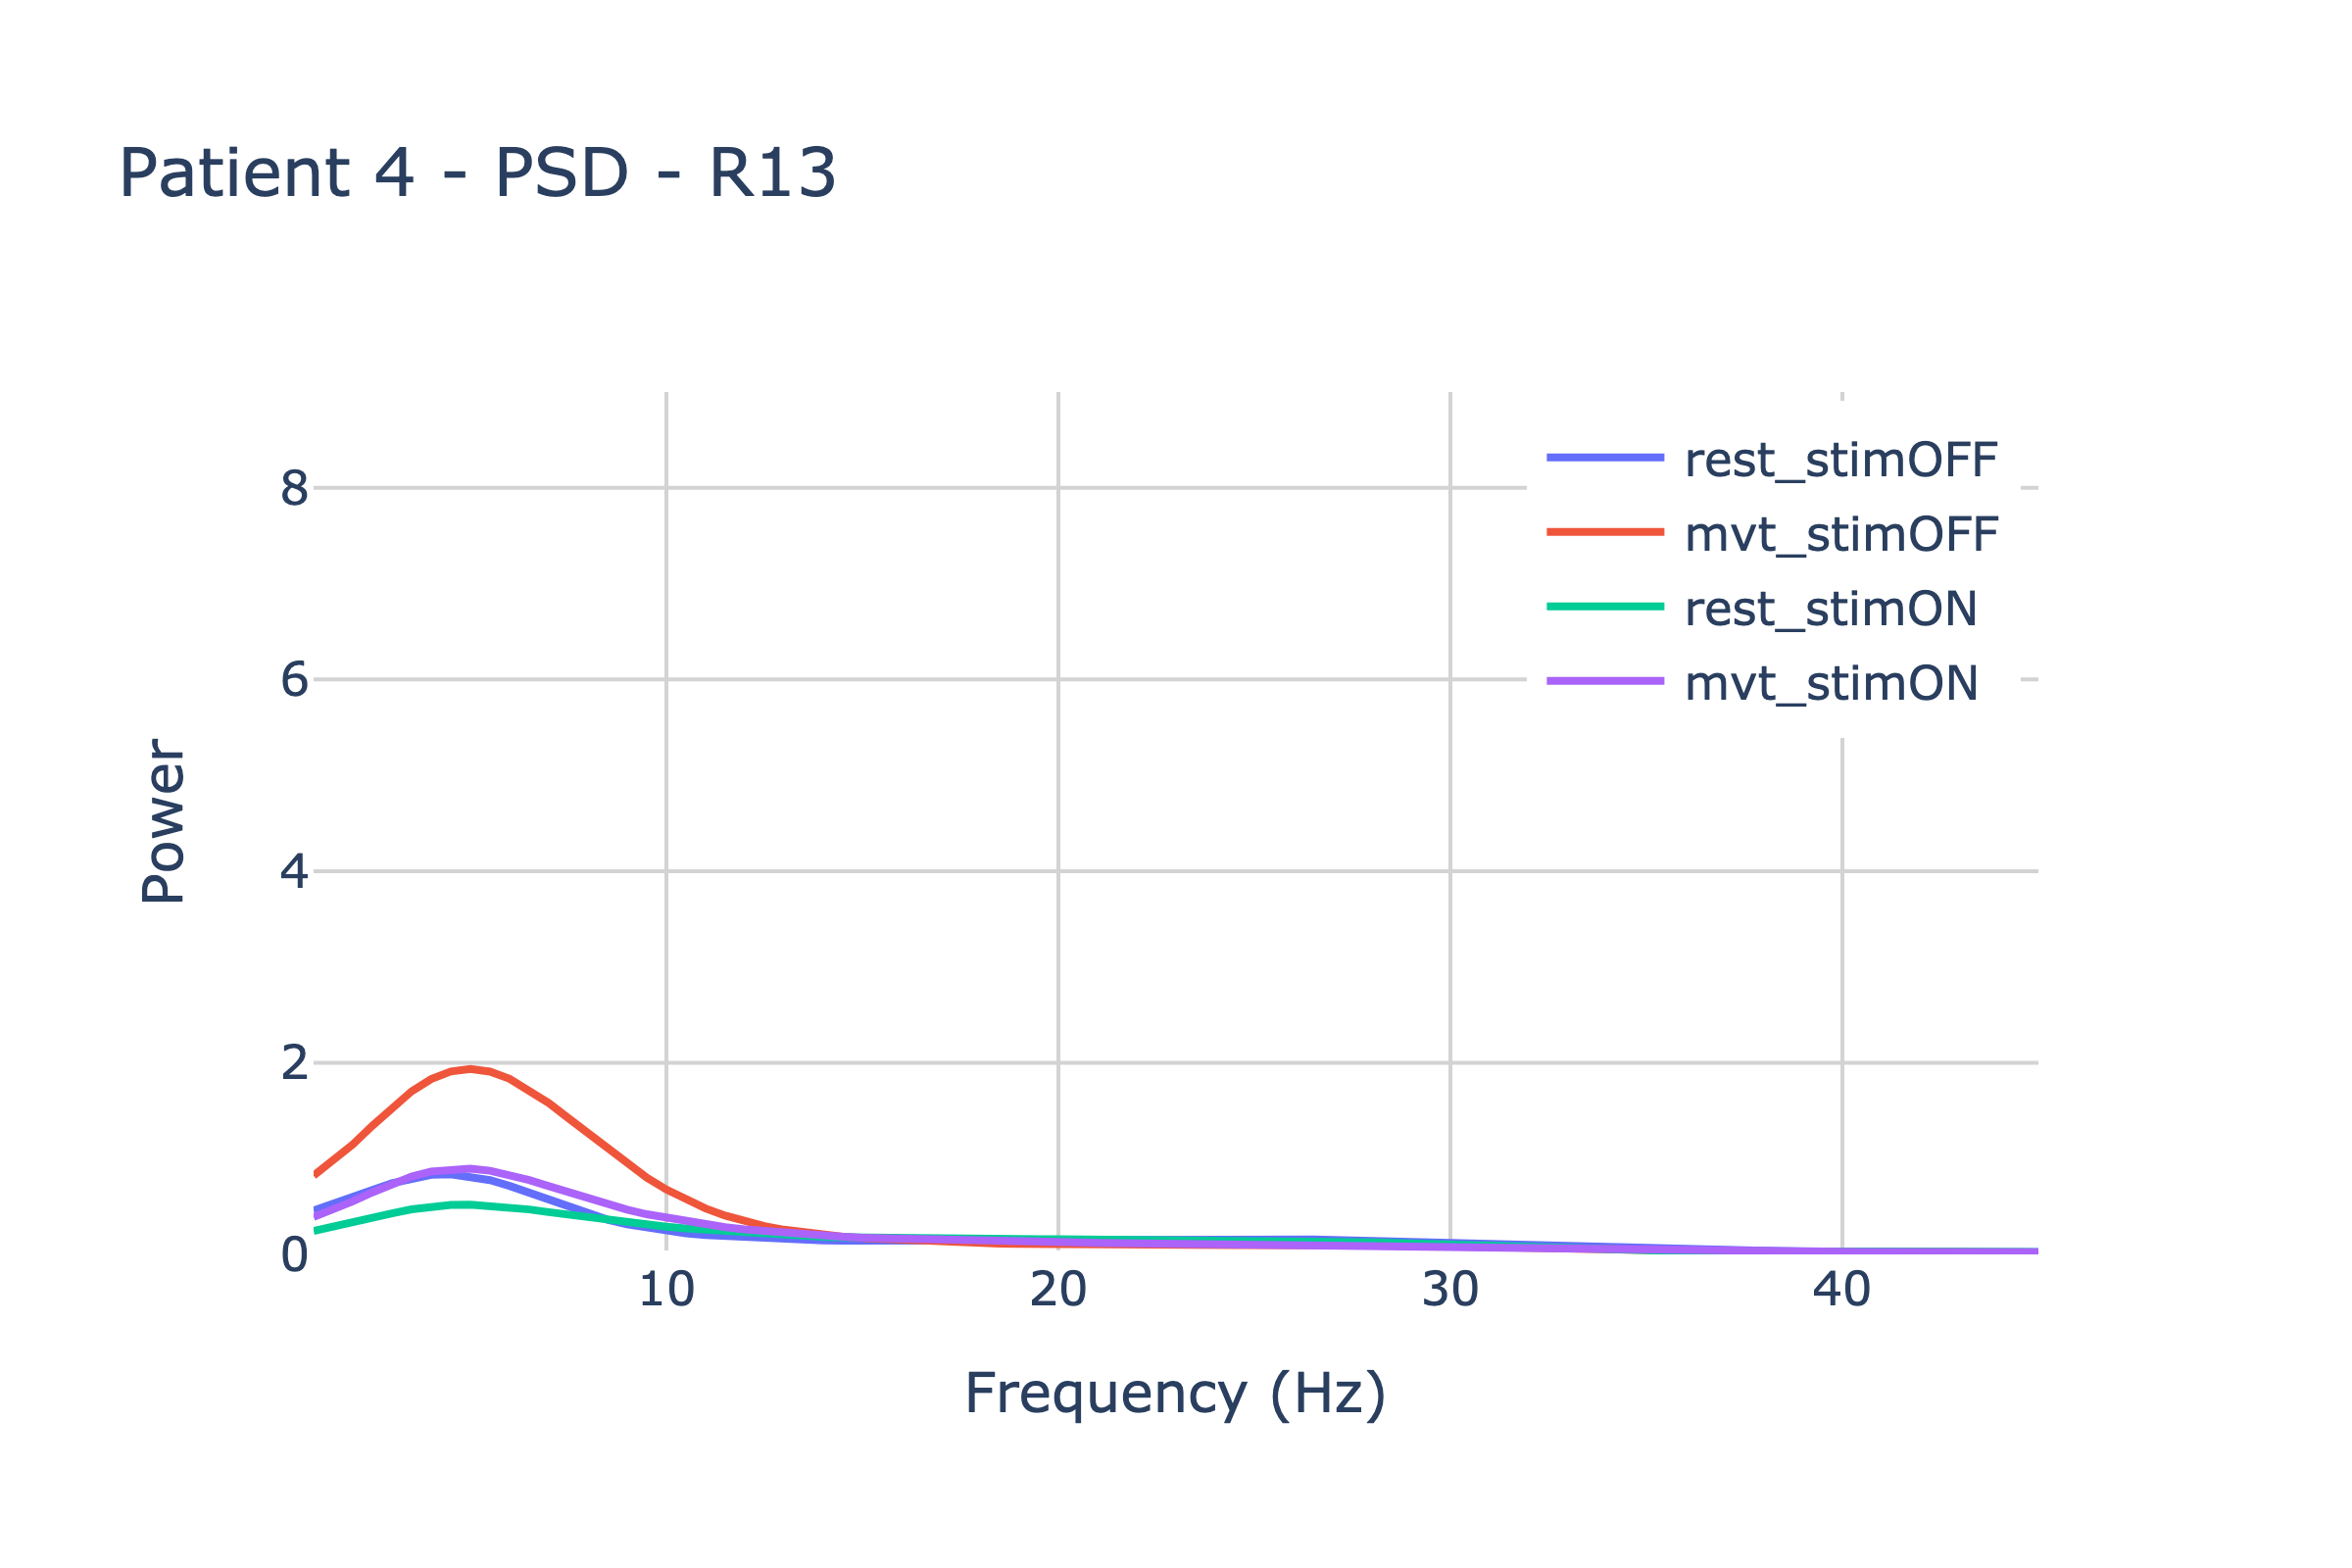 Patient 4 - PSD - R13
rest_stimOFF
mvt_stimOFF
rest_stimON
mvt_stimON
Power
8
6
4
2
0
10 20 30 40
Frequency (Hz)